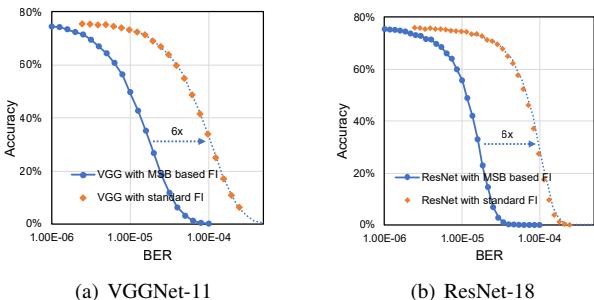 80%
60%
40%
20%
0%
Accuracy
6x
VGG with MSB based FI
VGG with standard FI
1.00E-06
1.00E-05
1.00E-04
BER
(a) VGGNet-11
80%
60%
40%
20%
0%
Accuracy
6x
ResNet with MSB based FI
ResNet with standard FI
1.00E-06
1.00E-05
1.00E-04
BER
(b) ResNet-18